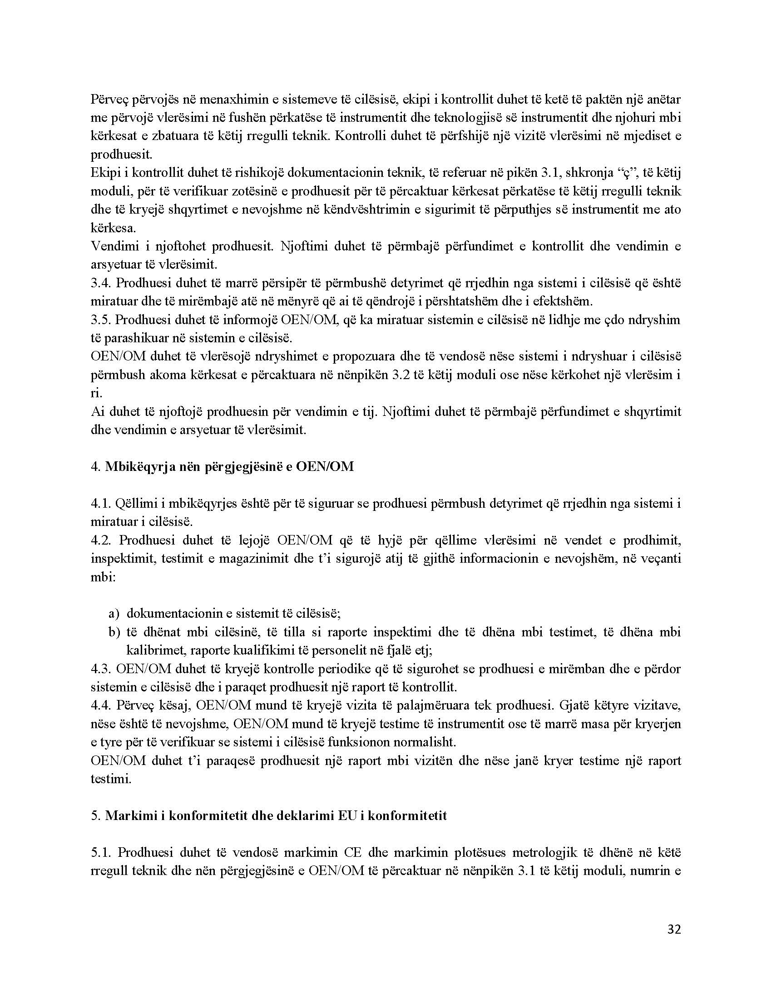 Përveç përvojës në menaxhimin e sistemeve të cilësisë, ekipi i kontrollit duhet të ketë të paktën një anëtar
me përvojë vlerësimi në fushën përkatëse të instrumentit dhe teknologjisë së instrumentit dhe njohuri mbi
kërkesat e zbatuara të këtij rregulli teknik. Kontrolli duhet të përfshijë një vizitë vlerësimi në mjediset e
prodhuesit.
Ekipi i kontrollit duhet të rishikojë dokumentacionin teknik, të referuar në pikën 3.1, shkronja “ç”, të këtij
moduli, për të verifikuar zotësinë e prodhuesit për të përcaktuar kërkesat përkatëse të këtij rregulli teknik
dhe të kryejë shqyrtimet e nevojshme në këndvështrimin e sigurimit të përputhjes së instrumentit me ato
kërkesa.
Vendimi i njoftohet prodhuesit. Njoftimi duhet të përmbajë përfundimet e kontrollit dhe vendimin e
arsyetuar të vlerësimit.
3.4. Prodhuesi duhet të marrë përsipër të përmbushë detyrimet që rrjedhin nga sistemi i cilësisë që është
miratuar dhe të mirëmbajë atë në mënyrë që ai të qëndrojë i përshtatshëm dhe i efektshëm.
3.5. Prodhuesi duhet të informojë OEN/OM, që ka miratuar sistemin e cilësisë në lidhje me çdo ndryshim
të parashikuar në sistemin e cilësisë.
OEN/OM duhet të vlerësojë ndryshimet e propozuara dhe të vendosë nëse sistemi i ndryshuar i cilësisë
përmbush akoma kërkesat e përcaktuara në nënpikën 3.2 të këtij moduli ose nëse kërkohet një vlerësim i
ri.
Ai duhet të njoftojë prodhuesin për vendimin e tij. Njoftimi duhet të përmbajë përfundimet e shqyrtimit
dhe vendimin e arsyetuar të vlerësimit.
4. Mbikëqyrja nën përgjegjësinë e OEN/OM
4.1. Qëllimi i mbikëqyrjes është për të siguruar se prodhuesi përmbush detyrimet që rrjedhin nga sistemi i
miratuar i cilësisë.
4.2. Prodhuesi duhet të lejojë OEN/OM që të hyjë për qëllime vlerësimi në vendet e prodhimit,
inspektimit, testimit e magazinimit dhe t’i sigurojë atij të gjithë informacionin e nevojshëm, në veçanti
mbi:
a) dokumentacionin e sistemit të cilësisë;
b) të dhënat mbi cilësinë, të tilla si raporte inspektimi dhe të dhëna mbi testimet, të dhëna mbi
kalibrimet, raporte kualifikimi të personelit në fjalë etj;
4.3. OEN/OM duhet të kryejë kontrolle periodike që të sigurohet se prodhuesi e mirëmban dhe e përdor
sistemin e cilësisë dhe i paraqet prodhuesit një raport të kontrollit.
4.4. Përveç kësaj, OEN/OM mund të kryejë vizita të palajmëruara tek prodhuesi. Gjatë këtyre vizitave,
nëse është të nevojshme, OEN/OM mund të kryejë testime të instrumentit ose të marrë masa për kryerjen
e tyre për të verifikuar se sistemi i cilësisë funksionon normalisht.
OEN/OM duhet t’i paraqesë prodhuesit një raport mbi vizitën dhe nëse janë kryer testime një raport
testimi.
5. Markimi i konformitetit dhe deklarimi EU i konformitetit
5.1. Prodhuesi duhet të vendosë markimin CE dhe markimin plotësues metrologjik të dhënë në këtë
rregull teknik dhe nën përgjegjësinë e OEN/OM të përcaktuar në nënpikën 3.1 të këtij moduli, numrin e
32